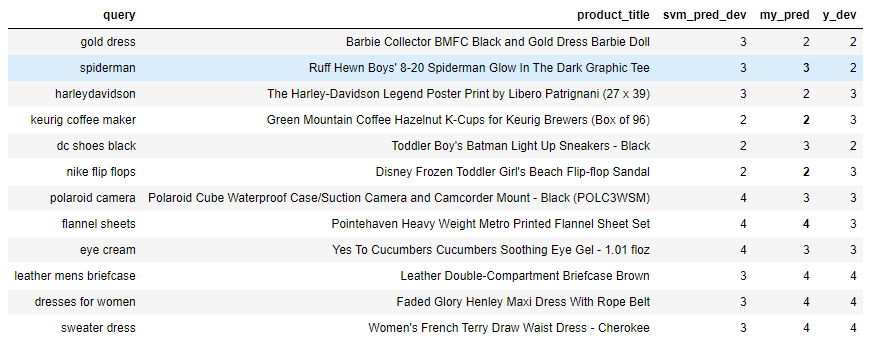 query product_title svm_pred_dev my_pred y_dev
gold dress Barbie Collector BMFC Black and Gold Dress Barbie Doll 3 2 2
spiderman Ruff Hewn Boys' 8-20 Spiderman Glow In The Dark Graphic Tee 3 3 2
harleydavidson The Harley-Davidson Legend Poster Print by Libero Patrignani (27 x 39) 3 2 3
keurig coffee maker Green Mountain Coffee Hazelnut K-Cups for Keurig Brewers (Box of 96) 2 2 3
dc shoes black Toddler Boy's Batman Light Up Sneakers - Black 2 3 2
nike flip flops Disney Frozen Toddler Girl's Beach Flip-flop Sandal 2 2 3
polaroid camera Polaroid Cube Waterproof Case/Suction Camera and Camcorder Mount - Black (POLC3WSM) 4 3 3
flannel sheets Pointehaven Heavy Weight Metro Printed Flannel Sheet Set 4 4 3
eye cream Yes To Cucumbers Cucumbers Soothing Eye Gel - 1.01 floz 4 3 3
leather mens briefcase Leather Double-Compartment Briefcase Brown 3 4 4
dresses for women Faded Glory Henley Maxi Dress With Rope Belt 3 4 4
sweater dress Women's French Terry Draw Waist Dress - Cherokee 3 4 4